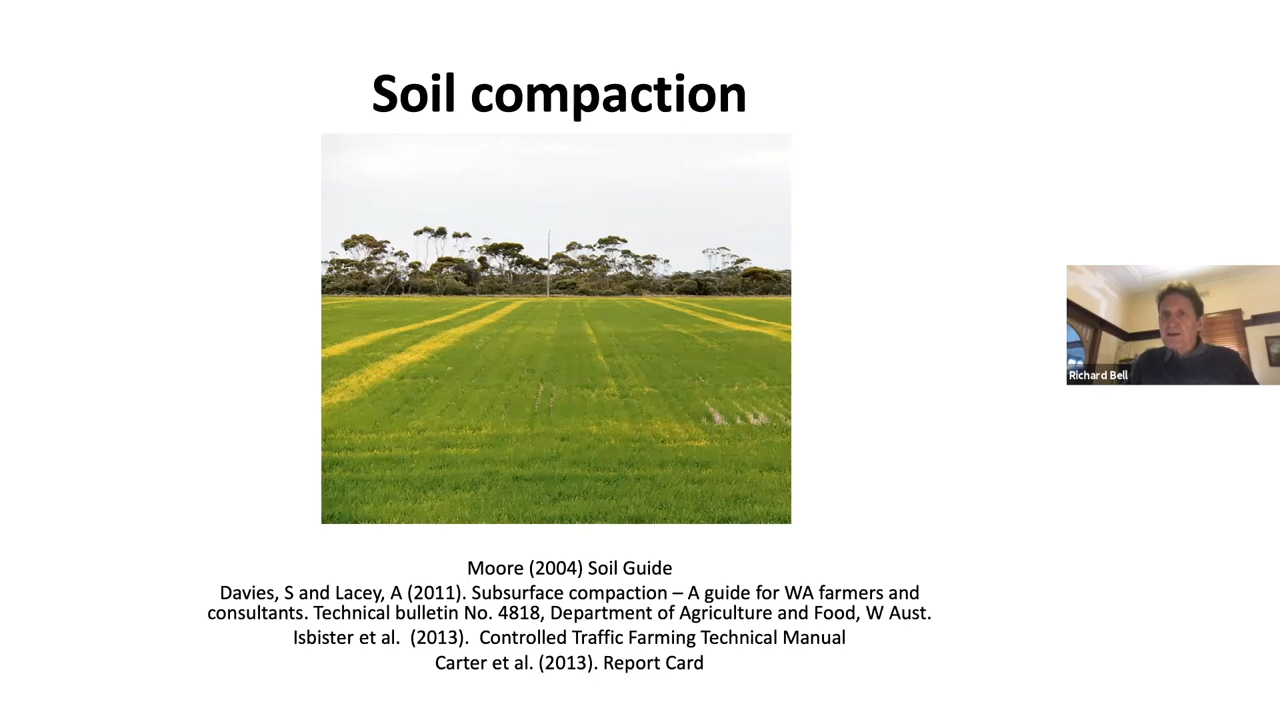 Soil compaction
Richard Bell
Moore (2004) Soil Guide
Davies, S and Lacey, A (2011). Subsurface compaction – A guide for WA farmers and
consultants. Technical bulletin No. 4818, Department of Agriculture and Food, W Aust.
Isbister et al.  (2013).  Controlled Traffic Farming Technical Manual
Carter et al. (2013). Report Card